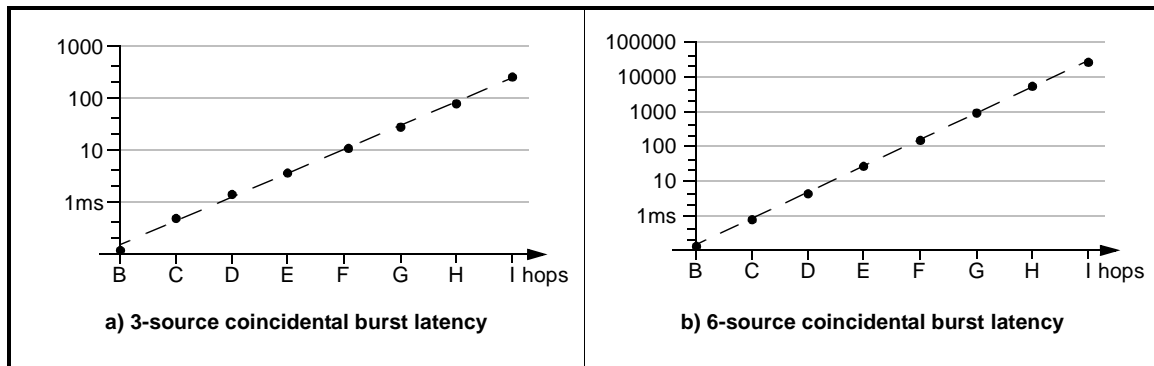 1000
100
10
1ms
B C D E F G H I hops
a) 3-source coincidental burst latency
100000
10000
1000
100
10
1ms
B C D E F G H I hops
b) 6-source coincidental burst latency